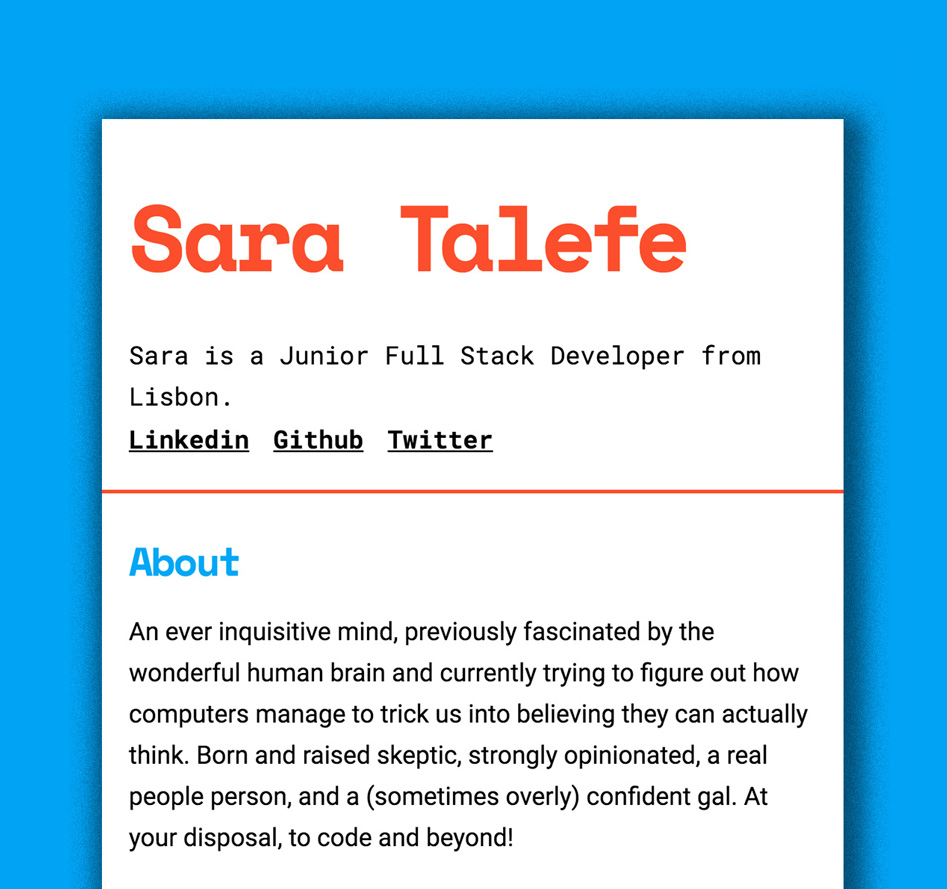 Sara Talefe
Sara is a Junior Full Stack Developer from
Lisbon.
Linkedin Github Twitter
About
An ever inquisitive mind, previously fascinated by the
wonderful human brain and currently trying to figure out how
computers manage to trick us into believing they can actually
think. Born and raised skeptic, strongly opinionated, a real
people person, and a (sometimes overly) confident gal. At
your disposal, to code and beyond!